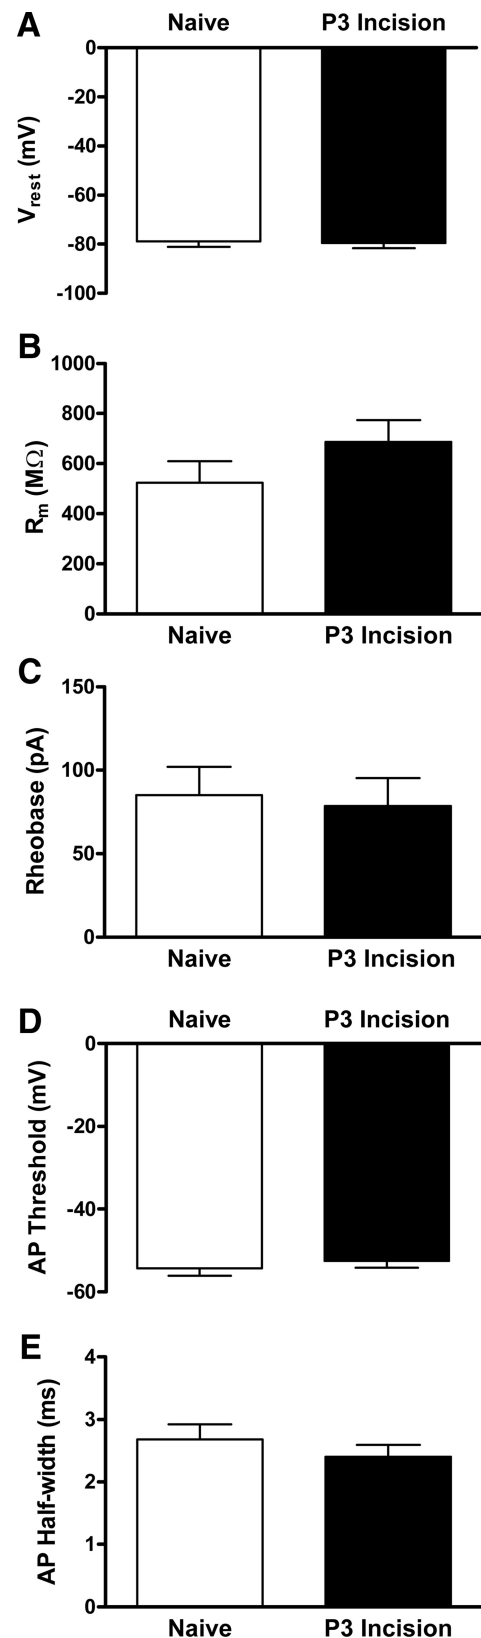 A
Naive P3 Incision
Vrest (mV)
0
-20
-40
-60
-80
-100
B
Rm (MΩ)
1000
800
600
400
200
0
Naive P3 Incision
C
Rheobase (pA)
150
100
50
0
Naive P3 Incision
D
Naive P3 Incision
AP Threshold (mV)
0
-20
-40
-60
E
AP Half-width (ms)
4
3
2
1
0
Naive P3 Incision